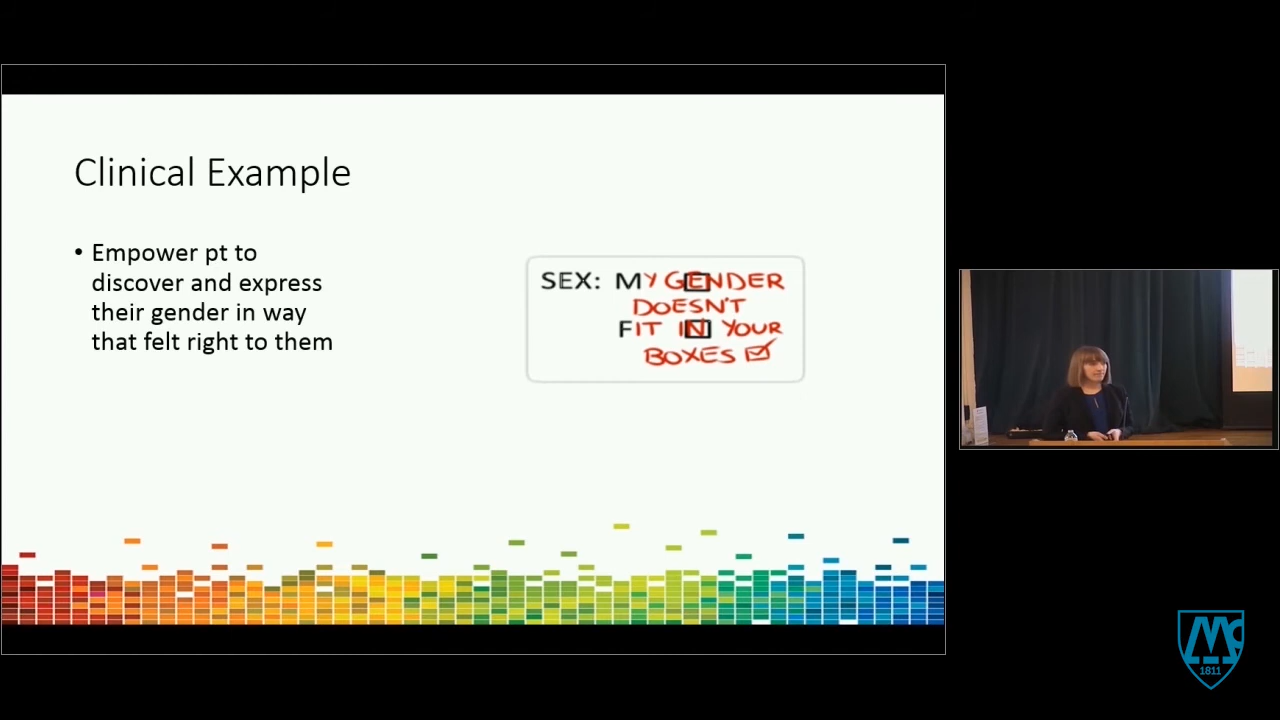 Clinical Example
• Empower pt to
discover and express
their gender in way
that felt right to them
SEX: MY GENDER
DOESN'T
FIT IN YOUR
BOXES
1811